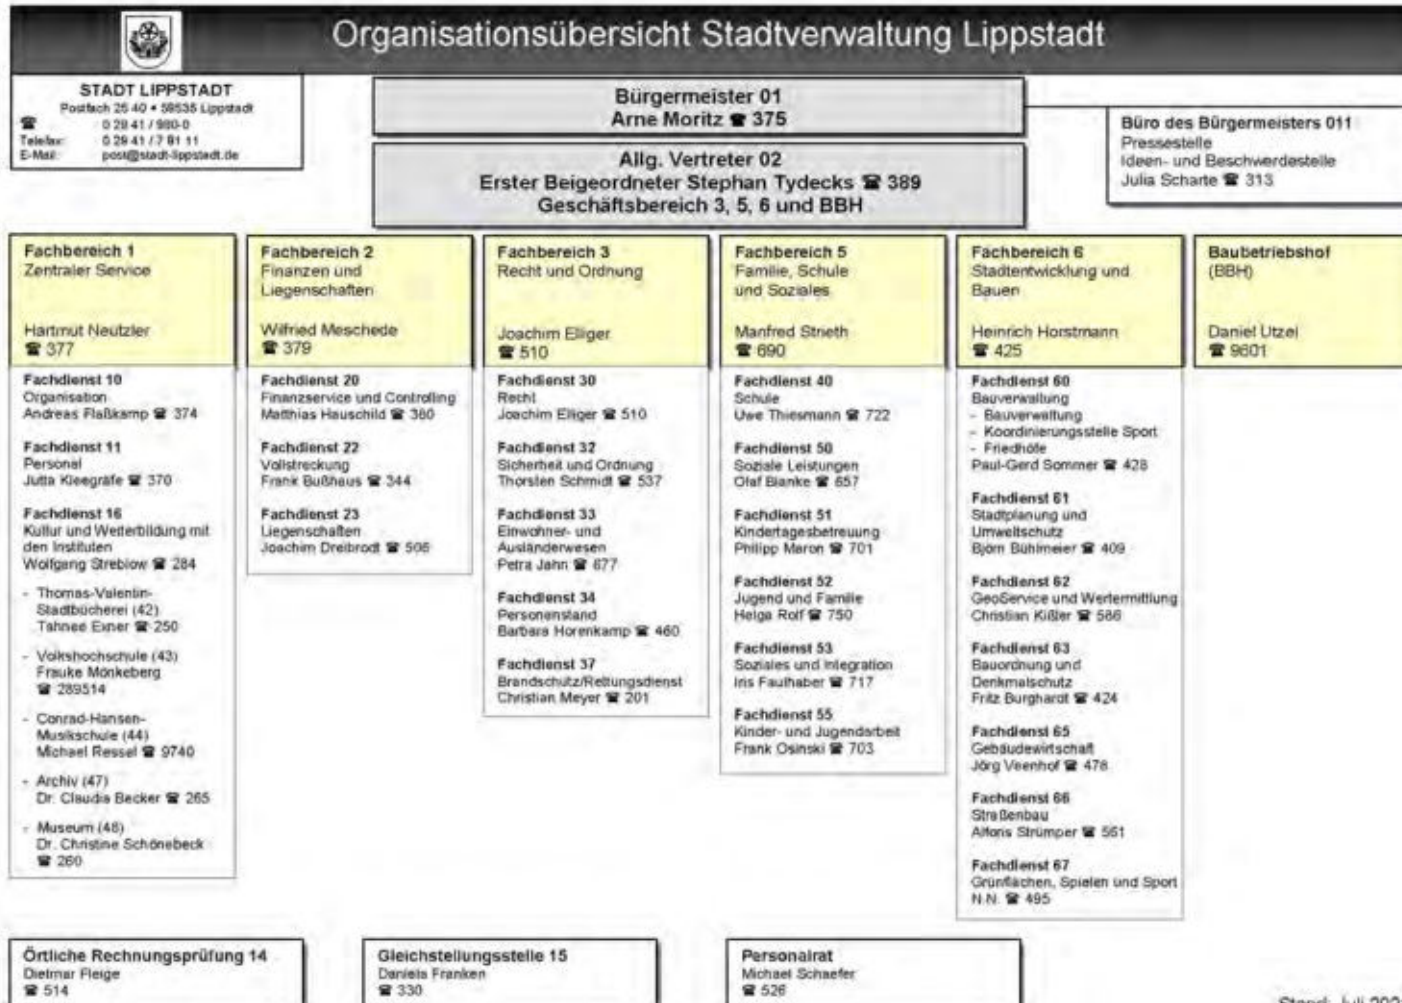 Organisationsübersicht Stadtverwaltung Lippstadt
STADT LIPPSTADT
Postfach 25 40 • 59535 Lippstadt
☎ 0 29 41 / 980-0
Telefax: 0 29 41 / 7 81 11
E-Mail: post@stadt-lippstadt.de
Bürgermeister 01
Arne Moritz ☎ 375
Allg. Vertreter 02
Erster Beigeordneter Stephan Tydecks ☎ 389
Geschäftsbereich 3, 5, 6 und BBH
Büro des Bürgermeisters 011
Pressestelle
Ideen- und Beschwerdestelle
Julia Scharte ☎ 313
Fachbereich 1
Zentraler Service
Hartmut Neutzler
☎ 377
Fachdienst 10
Organisation
Andreas Flaßkamp ☎ 374
Fachdienst 11
Personal
Jutta Kleegräfe ☎ 370
Fachdienst 16
Kultur und Weiterbildung mit
den Instituten
Wolfgang Streblow ☎ 284
- Thomas-Valentin-
Stadtbücherei (42)
Tahnee Exner ☎ 250
- Volkshochschule (43)
Frauke Mönkeberg
☎ 289514
- Conrad-Hansen-
Musikschule (44)
Michael Ressel ☎ 9740
- Archiv (47)
Dr. Claudia Becker ☎ 265
- Museum (48)
Dr. Christine Schönebeck
☎ 260
Fachbereich 2
Finanzen und
Liegenschaften
Wilfried Meschede
☎ 379
Fachdienst 20
Finanzservice und Controlling
Matthias Hauschild ☎ 380
Fachdienst 22
Vollstreckung
Frank Bußhaus ☎ 344
Fachdienst 23
Liegenschaften
Joachim Dreibrodt ☎ 506
Fachbereich 3
Recht und Ordnung
Joachim Elliger
☎ 510
Fachdienst 30
Recht
Joachim Elliger ☎ 510
Fachdienst 32
Sicherheit und Ordnung
Thorsten Schmidt ☎ 537
Fachdienst 33
Einwohner- und
Ausländerwesen
Petra Jahn ☎ 677
Fachdienst 34
Personenstand
Barbara Horenkamp ☎ 460
Fachdienst 37
Brandschutz/Rettungsdienst
Christian Meyer ☎ 201
Fachbereich 5
Familie, Schule
und Soziales
Manfred Strieth
☎ 690
Fachdienst 40
Schule
Uwe Thiesmann ☎ 722
Fachdienst 50
Soziale Leistungen
Olaf Blanke ☎ 657
Fachdienst 51
Kindertagesbetreuung
Philipp Maron ☎ 701
Fachdienst 52
Jugend und Familie
Helga Rolf ☎ 750
Fachdienst 53
Soziales und Integration
Iris Faulhaber ☎ 717
Fachdienst 55
Kinder- und Jugendarbeit
Frank Osinski ☎ 703
Fachbereich 6
Stadtentwicklung und
Bauen
Heinrich Horstmann
☎ 425
Fachdienst 60
Bauverwaltung
- Bauverwaltung
- Koordinierungsstelle Sport
- Friedhöfe
Paul-Gerd Sommer ☎ 428
Fachdienst 61
Stadtplanung und
Umweltschutz
Björn Bühlmeier ☎ 409
Fachdienst 62
GeoService und Wertermittlung
Christian Kißler ☎ 586
Fachdienst 63
Bauordnung und
Denkmalschutz
Fritz Burghardt ☎ 424
Fachdienst 65
Gebäudewirtschaft
Jörg Veenhof ☎ 478
Fachdienst 66
Straßenbau
Alfons Strümper ☎ 561
Fachdienst 67
Grünflächen, Spielen und Sport
N.N. ☎ 495
Baubetriebshof
(BBH)
Daniel Utzel
☎ 9601
Örtliche Rechnungsprüfung 14
Dietmar Fleige
☎ 514
Gleichstellungsstelle 15
Daniela Franken
☎ 330
Personalrat
Michael Schaefer
☎ 526
Stand: Juli